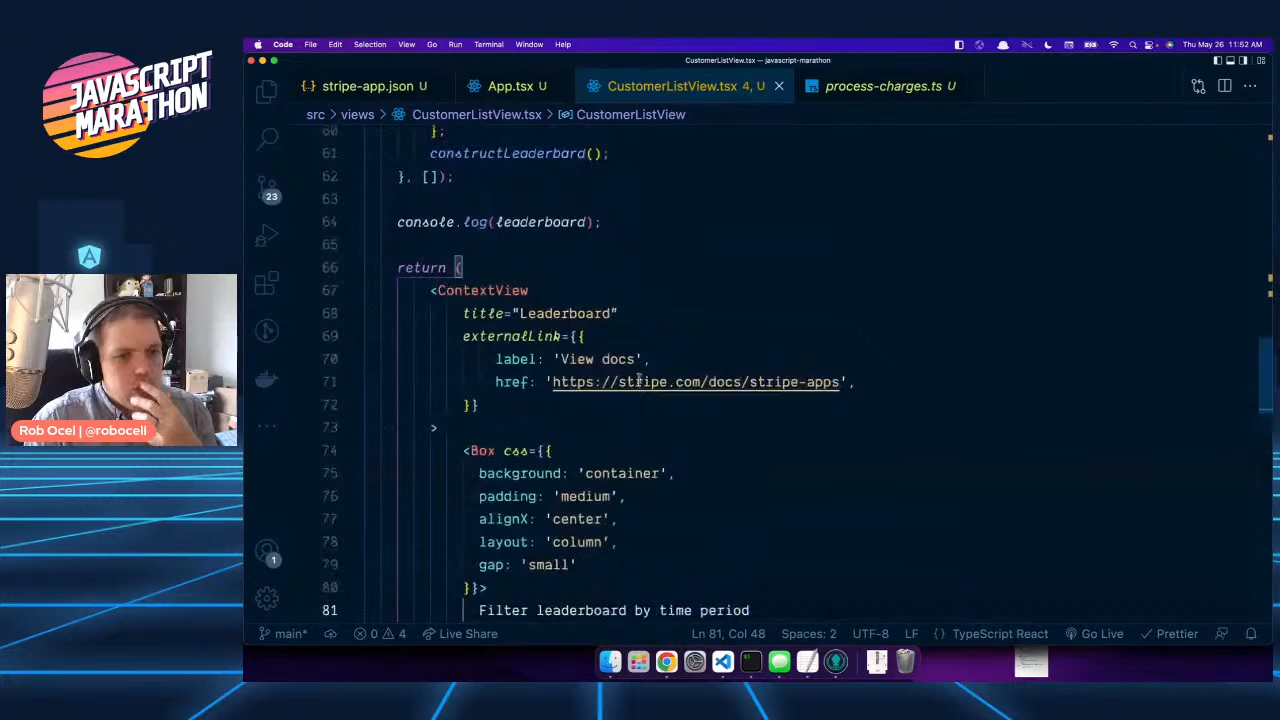 JAVASCRIPT
MARATHON
Rob Ocel | @robocell
Code File Edit Selection View Go Run Terminal Window Help
Thu May 26 11:52 AM
CustomerListView.tsx — javascript-marathon
stripe-app.json U
App.tsx U
CustomerListView.tsx 4, U
process-charges.ts U
src > views > CustomerListView.tsx > CustomerListView
60 };
61 constructLeaderbard();
62 }, []);
63
64 console.log(leaderboard);
65
66 return (
67 <ContextView
68 title="Leaderboard"
69 externalLink={{
70 label: 'View docs',
71 href: 'https://stripe.com/docs/stripe-apps',
72 }}
73 >
74 <Box css={{
75 background: 'container',
76 padding: 'medium',
77 alignX: 'center',
78 layout: 'column',
79 gap: 'small'
80 }}>
81 Filter leaderboard by time period
23
1
main* 0 4 Live Share Ln 81, Col 48 Spaces: 2 UTF-8 LF TypeScript React Go Live Prettier